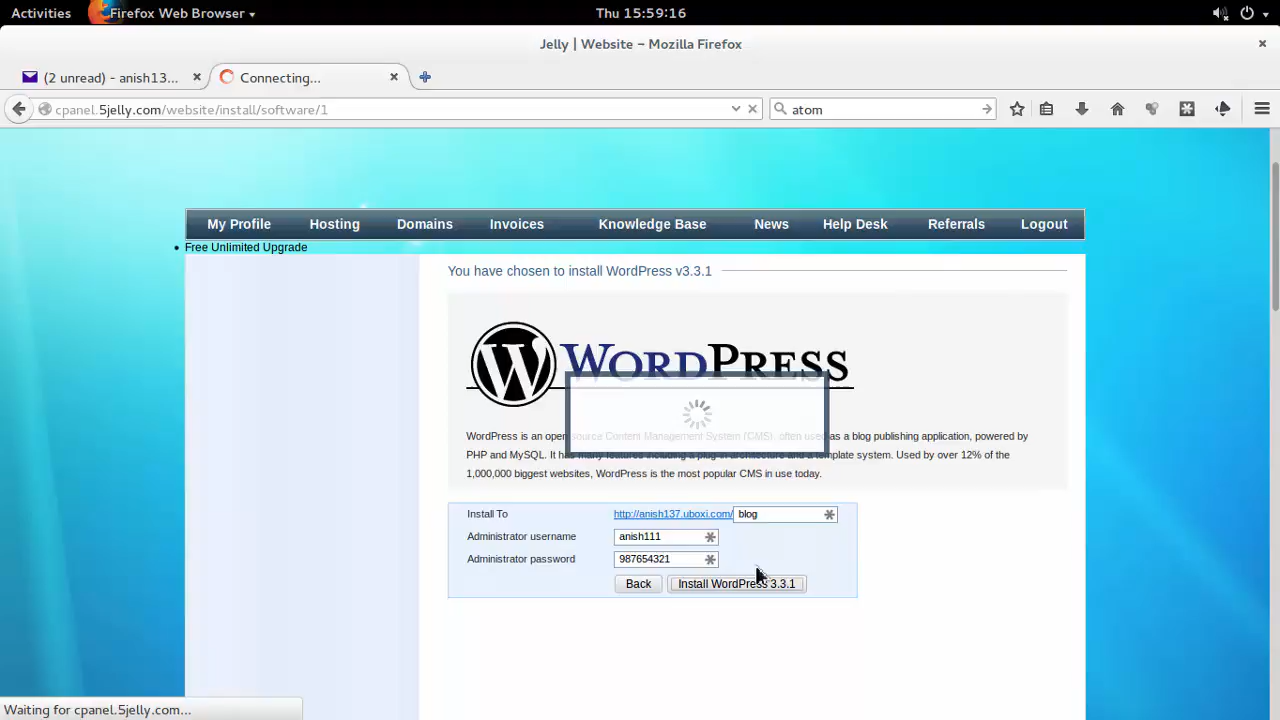 Activities Firefox Web Browser Thu 15:59:16
Jelly | Website – Mozilla Firefox
(2 unread) - anish13... Connecting...
cpanel.5jelly.com/website/install/software/1 atom
My Profile Hosting Domains Invoices Knowledge Base News Help Desk Referrals Logout
Free Unlimited Upgrade
You have chosen to install WordPress v3.3.1
WORDPRESS
WordPress is an open source Content Management System (CMS), often used as a blog publishing application, powered by
PHP and MySQL. It has many features including a plug-in architecture and a template system. Used by over 12% of the
1,000,000 biggest websites, WordPress is the most popular CMS in use today.
Install To http://anish137.uboxi.com/ blog
Administrator username anish111
Administrator password 987654321
Back Install WordPress 3.3.1
Waiting for cpanel.5jelly.com...